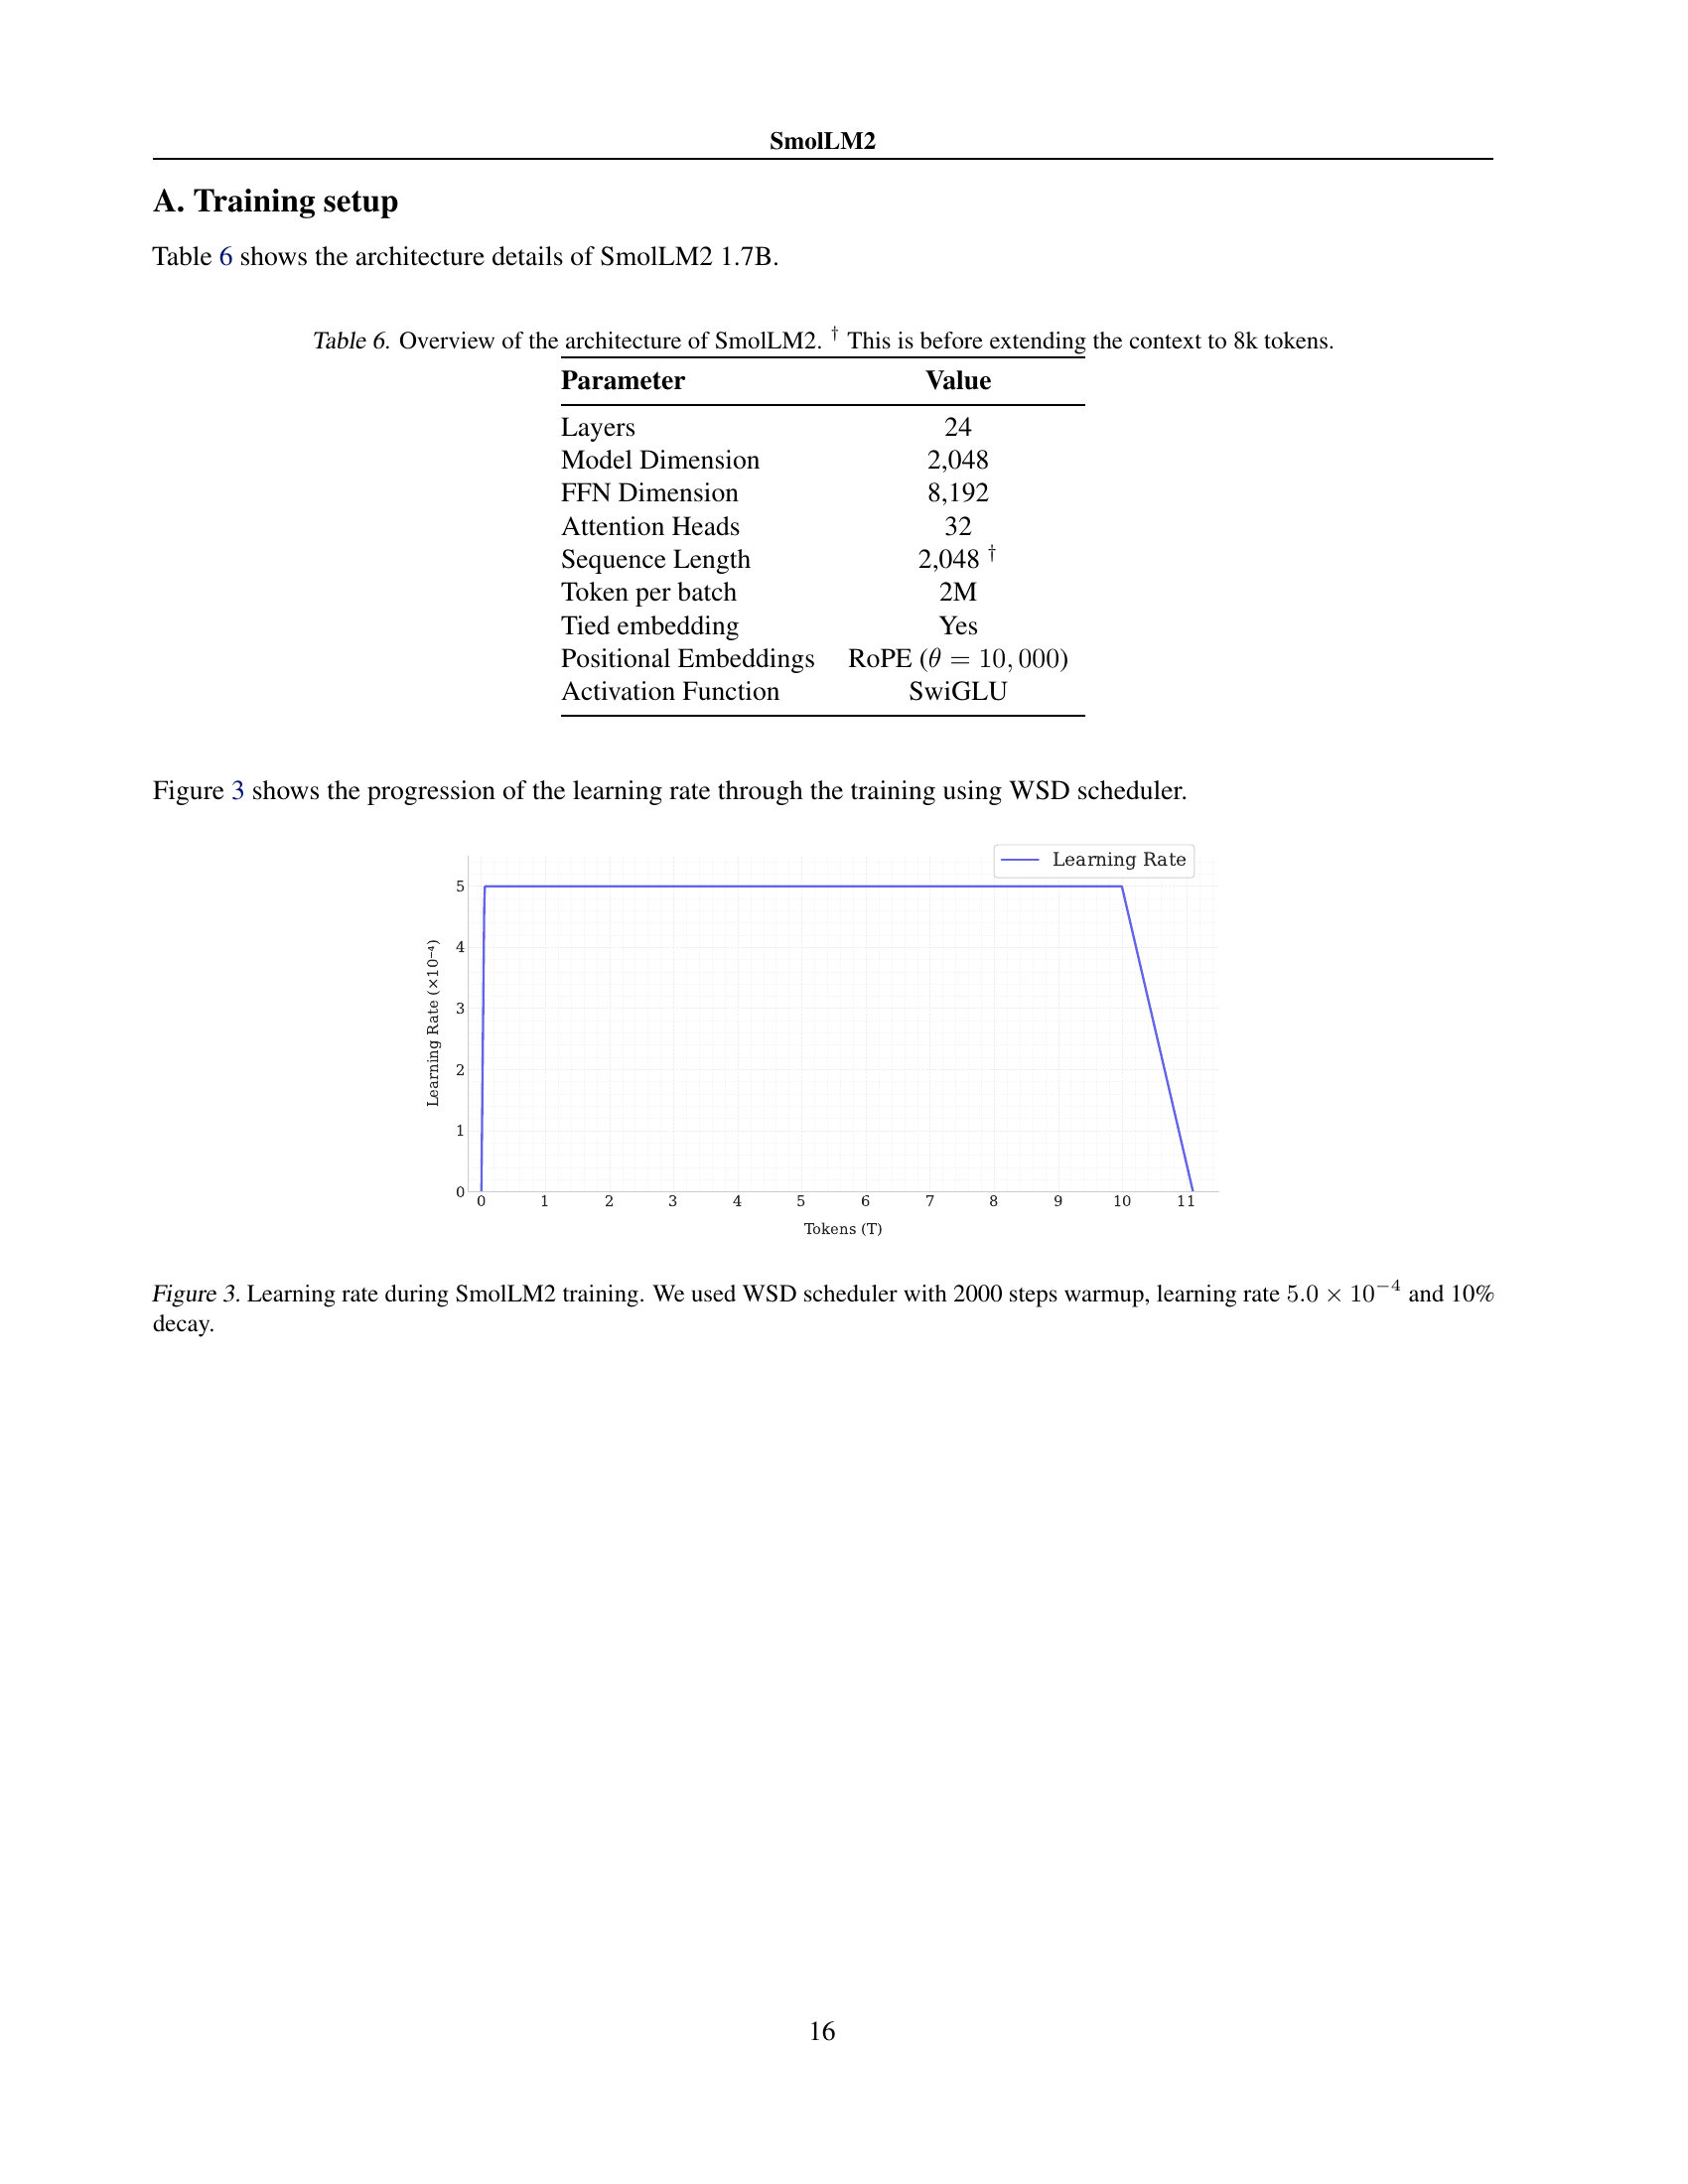 SmolLM2
A. Training setup
Table 6 shows the architecture details of SmolLM2 1.7B.
Table 6. Overview of the architecture of SmolLM2. † This is before extending the context to 8k tokens.
Parameter Value
Layers 24
Model Dimension 2,048
FFN Dimension 8,192
Attention Heads 32
Sequence Length 2,048 †
Token per batch 2M
Tied embedding Yes
Positional Embeddings RoPE (θ = 10,000)
Activation Function SwiGLU
Figure 3 shows the progression of the learning rate through the training using WSD scheduler.
Learning Rate
Learning Rate (×10⁻⁴)
5
4
3
2
1
0
0 1 2 3 4 5 6 7 8 9 10 11
Tokens (T)
Figure 3. Learning rate during SmolLM2 training. We used WSD scheduler with 2000 steps warmup, learning rate 5.0 × 10⁻⁴ and 10%
decay.
16